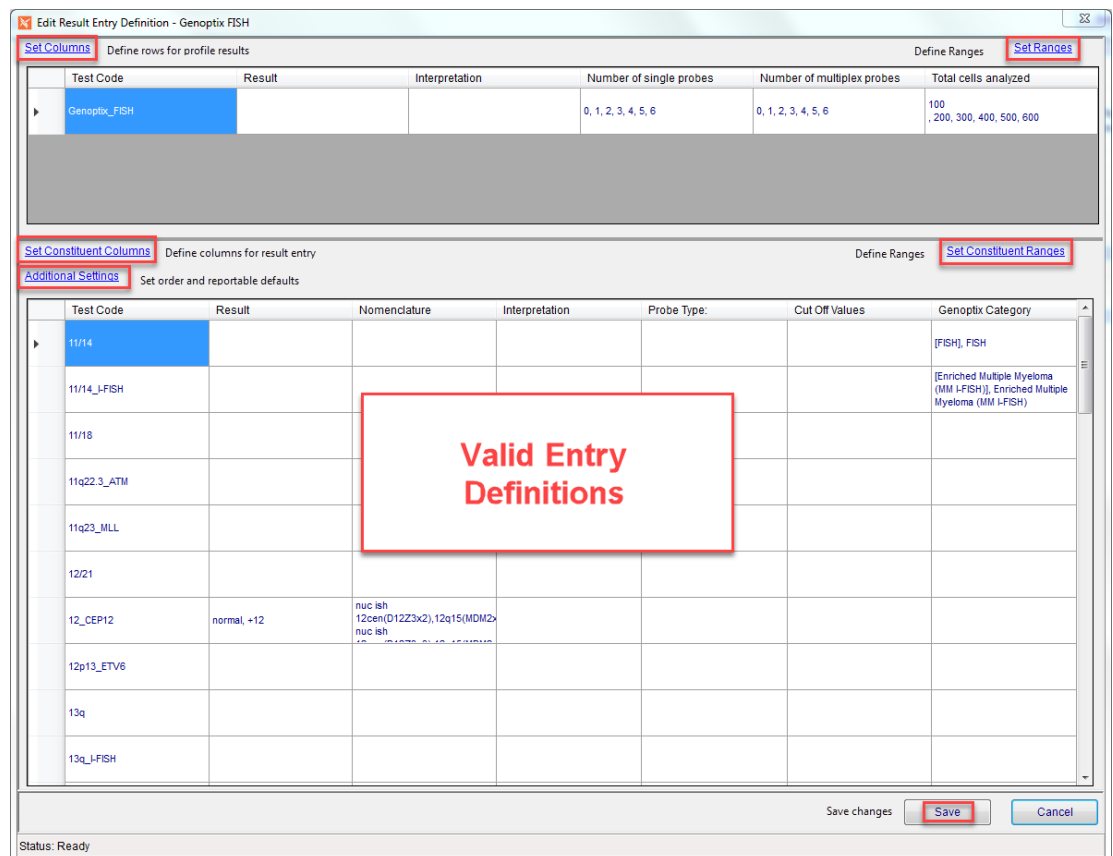 Edit Result Entry Definition - Genoptix FISH
Set Columns Define rows for profile results Define Ranges Set Ranges
Test Code Result Interpretation Number of single probes Number of multiplex probes Total cells analyzed
Genoptix_FISH 0, 1, 2, 3, 4, 5, 6 0, 1, 2, 3, 4, 5, 6 100
, 200, 300, 400, 500, 600
Set Constituent Columns Define columns for result entry Define Ranges Set Constituent Ranges
Additional Settings Set order and reportable defaults
Test Code Result Nomenclature Interpretation Probe Type: Cut Off Values Genoptix Category
11/14 [FISH], FISH
11/14_I-FISH [Enriched Multiple Myeloma
(MM I-FISH)], Enriched Multiple
Myeloma (MM I-FISH)
11/18
Valid Entry
Definitions
11q22.3_ATM
11q23_MLL
12/21
12_CEP12 normal, +12 nuc ish
12cen(D12Z3x2),12q15(MDM2x
nuc ish
12p13_ETV6
13q
13q_I-FISH
Save changes Save Cancel
Status: Ready